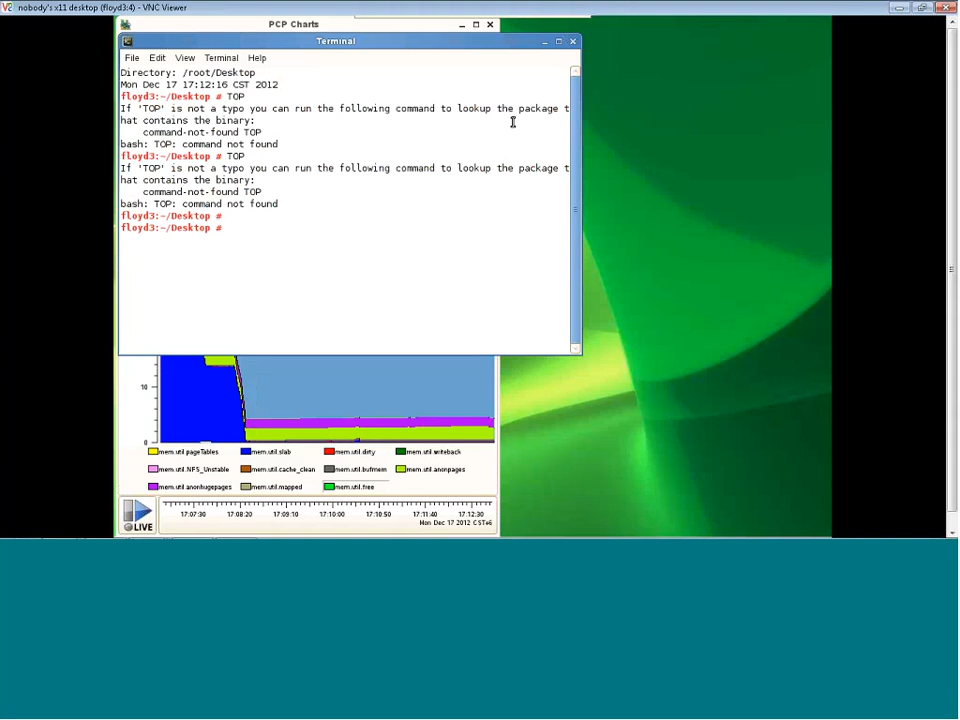 nobody's x11 desktop (floyd3:4) - VNC Viewer
PCP Charts
Terminal
File Edit View Terminal Help
Directory: /root/Desktop
Mon Dec 17 17:12:16 CST 2012
floyd3:~/Desktop # TOP
If 'TOP' is not a typo you can run the following command to lookup the package t
hat contains the binary:
command-not-found TOP
bash: TOP: command not found
floyd3:~/Desktop # TOP
If 'TOP' is not a typo you can run the following command to lookup the package t
hat contains the binary:
command-not-found TOP
bash: TOP: command not found
floyd3:~/Desktop #
floyd3:~/Desktop #
10
0
mem.util.pageTables mem.util.slab mem.util.dirty mem.util.writeback
mem.util.NFS_Unstable mem.util.cache_clean mem.util.bufmem mem.util.anonpages
mem.util.anonhugepages mem.util.mapped mem.util.free
17:07:30 17:08:20 17:09:10 17:10:00 17:10:50 17:11:40 17:12:30
LIVE
Mon Dec 17 2012 CST+6